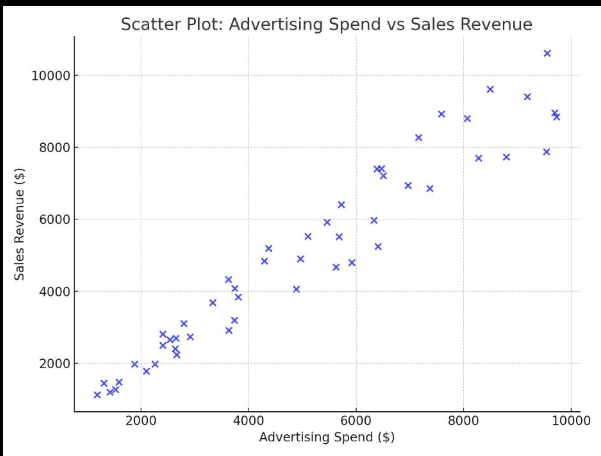 Scatter Plot: Advertising Spend vs Sales Revenue
10000
8000
6000
4000
2000
Sales Revenue ($)
2000 4000 6000 8000 10000
Advertising Spend ($)